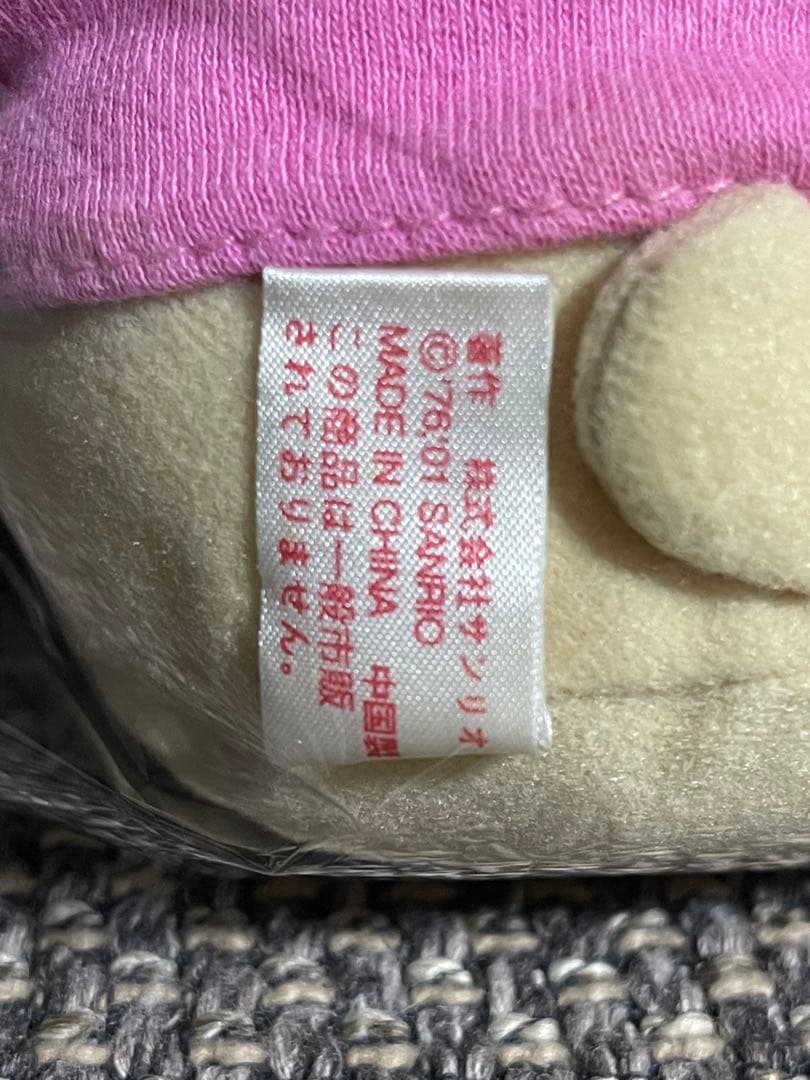 著作 株式会社サンリオ
© '76,'01 SANRIO
MADE IN CHINA 中国製
この商品は一般市販
されておりません。